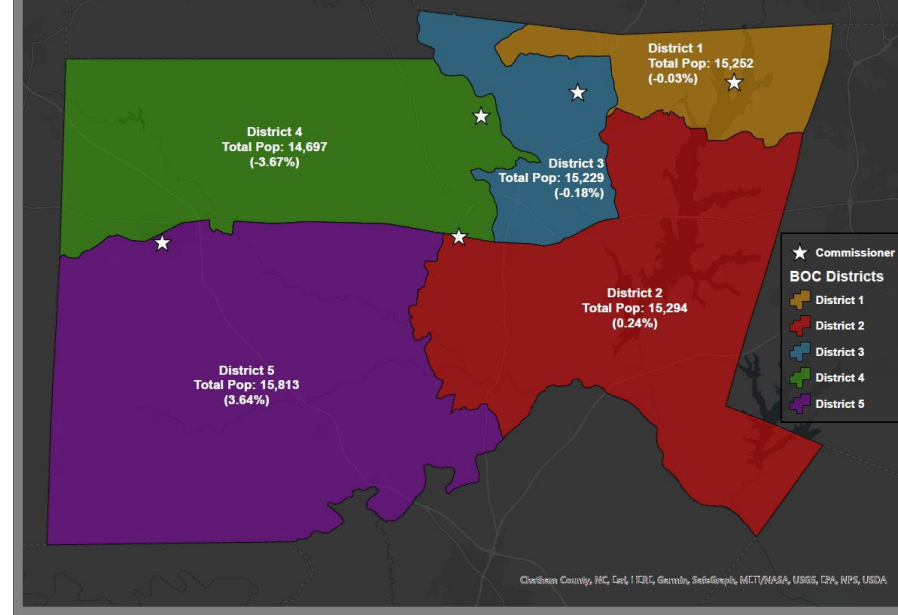 District 1
Total Pop: 15,252
(-0.03%)
District 4
Total Pop: 14,697
(-3.67%)
District 3
Total Pop: 15,229
(-0.18%)
Commissioner
BOC Districts
District 1
District 2
District 3
District 4
District 5
District 2
Total Pop: 15,294
(0.24%)
District 5
Total Pop: 15,813
(3.64%)
Chatham County, NC, Esri, HERE, Garmin, SafeGraph, METI/NASA, USGS, EPA, NPS, USDA